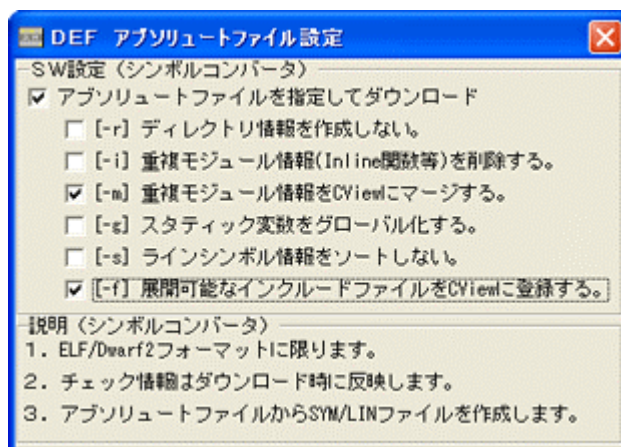 DEF アブソリュートファイル設定
SW設定（シンボルコンバータ）
アブソリュートファイルを指定してダウンロード
[-r] ディレクトリ情報を作成しない。
[-i] 重複モジュール情報(Inline関数等)を削除する。
[-m] 重複モジュール情報をCViewにマージする。
[-g] スタティック変数をグローバル化する。
[-s] ラインシンボル情報をソートしない。
[-f] 展開可能なインクルードファイルをCViewに登録する。
説明（シンボルコンバータ）
1．ELF/Dwarf2フォーマットに限ります。
2．チェック情報はダウンロード時に反映します。
3．アブソリュートファイルからSYM/LINファイルを作成します。